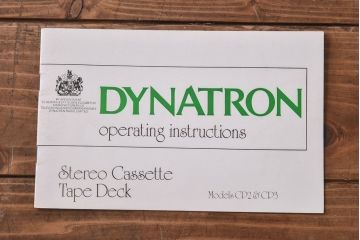 DYNATRON
operating instructions
Stereo Cassette
Tape Deck
Models CD2 & CD3